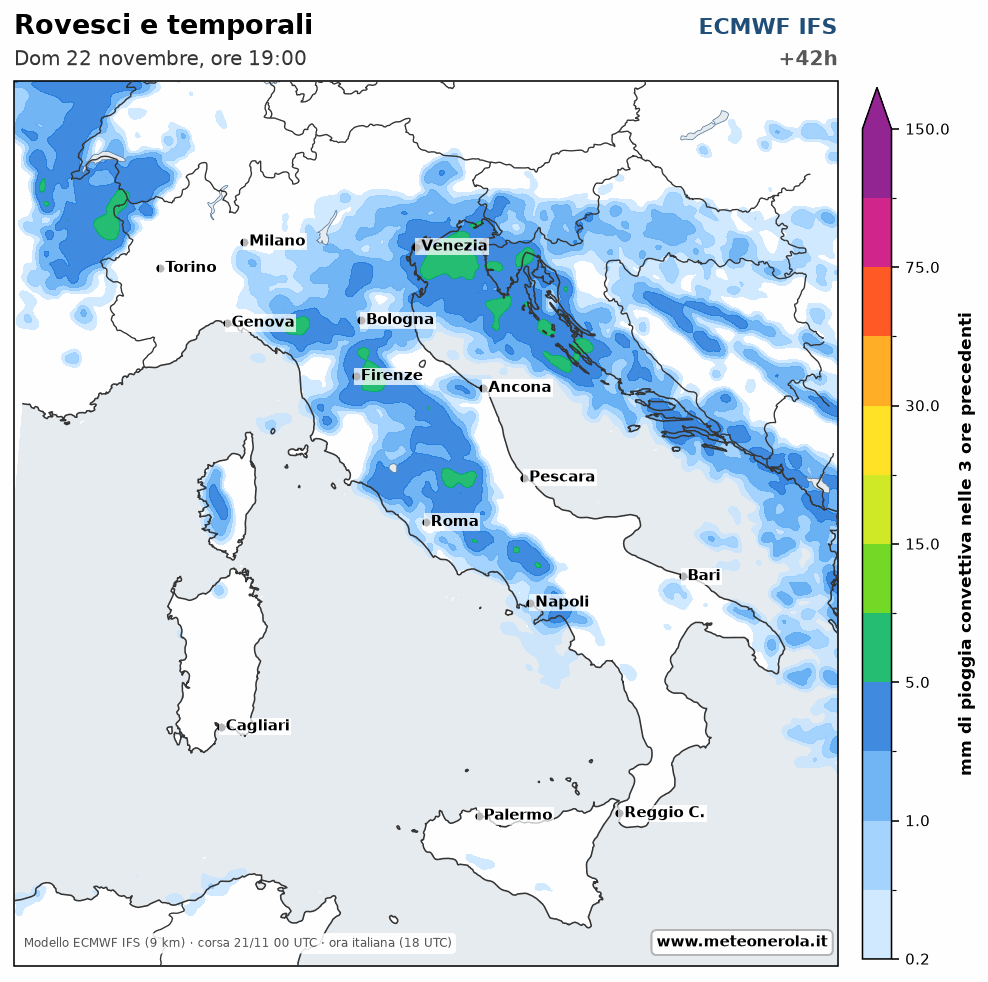 Rovesci e temporali
ECMWF IFS
Dom 22 novembre, ore 19:00
+42h
150.0
75.0
30.0
15.0
5.0
1.0
0.2
mm di pioggia convettiva nelle 3 ore precedenti
Milano
Venezia
Torino
Genova
Bologna
Firenze
Ancona
Pescara
Roma
Bari
Napoli
Cagliari
Palermo
Reggio C.
Modello ECMWF IFS (9 km) · corsa 21/11 00 UTC · ora italiana (18 UTC)
www.meteonerola.it